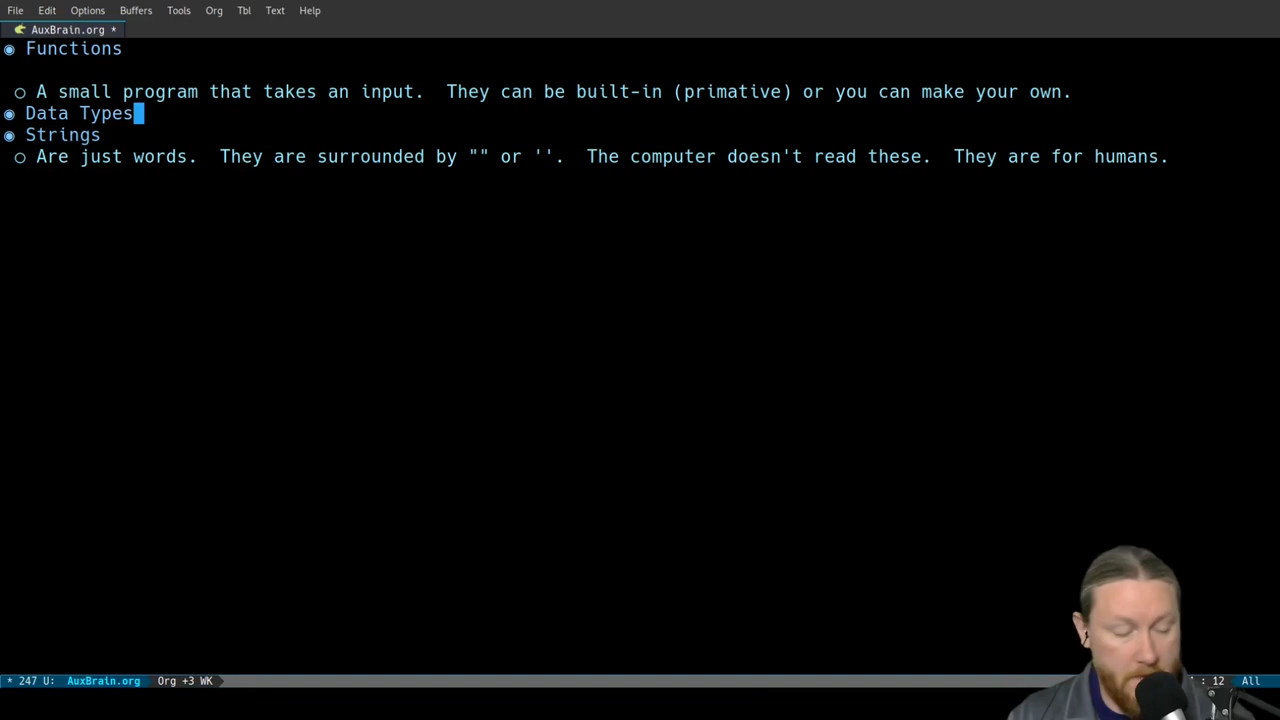 File Edit Options Buffers Tools Org Tbl Text Help
AuxBrain.org *
Functions
A small program that takes an input.  They can be built-in (primative) or you can make your own.
Data Types
Strings
Are just words.  They are surrounded by "" or ''.  The computer doesn't read these.  They are for humans.
* 247 U: AuxBrain.org Org +3 WK : 12 All